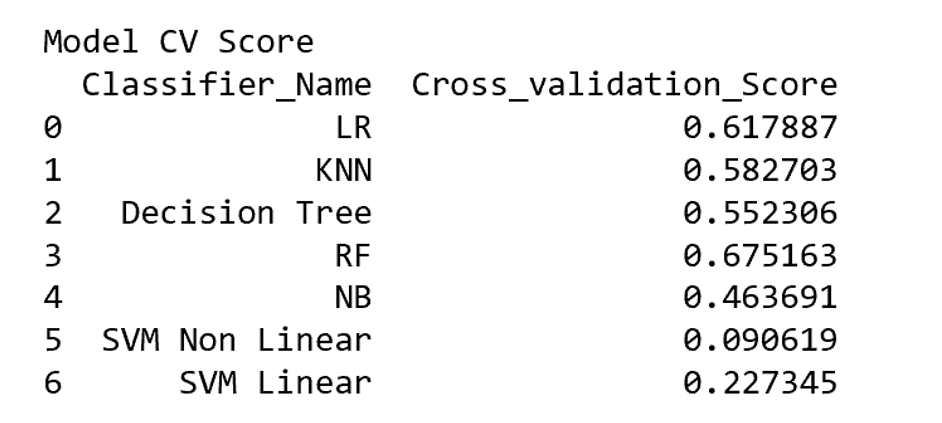 Model CV Score
Classifier_Name Cross_validation_Score
0 LR 0.617887
1 KNN 0.582703
2 Decision Tree 0.552306
3 RF 0.675163
4 NB 0.463691
5 SVM Non Linear 0.090619
6 SVM Linear 0.227345